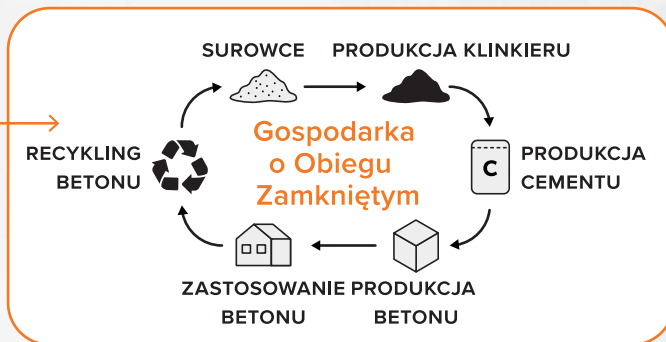 SUROWCE
PRODUKCJA KLINKIERU
Gospodarka
o Obiegu
Zamkniętym
RECYKLING
BETONU
C
PRODUKCJA
CEMENTU
ZASTOSOWANIE
BETONU
PRODUKCJA
BETONU